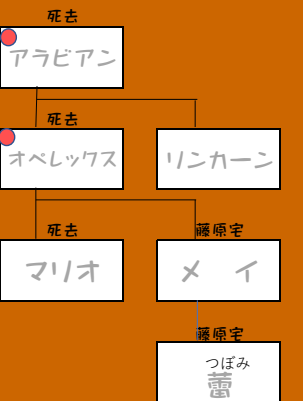 死去
アラビアン
死去
オペレックス
リンカーン
死去
藤原宅
マリオ
メイ
藤原宅
つぼみ
蕾